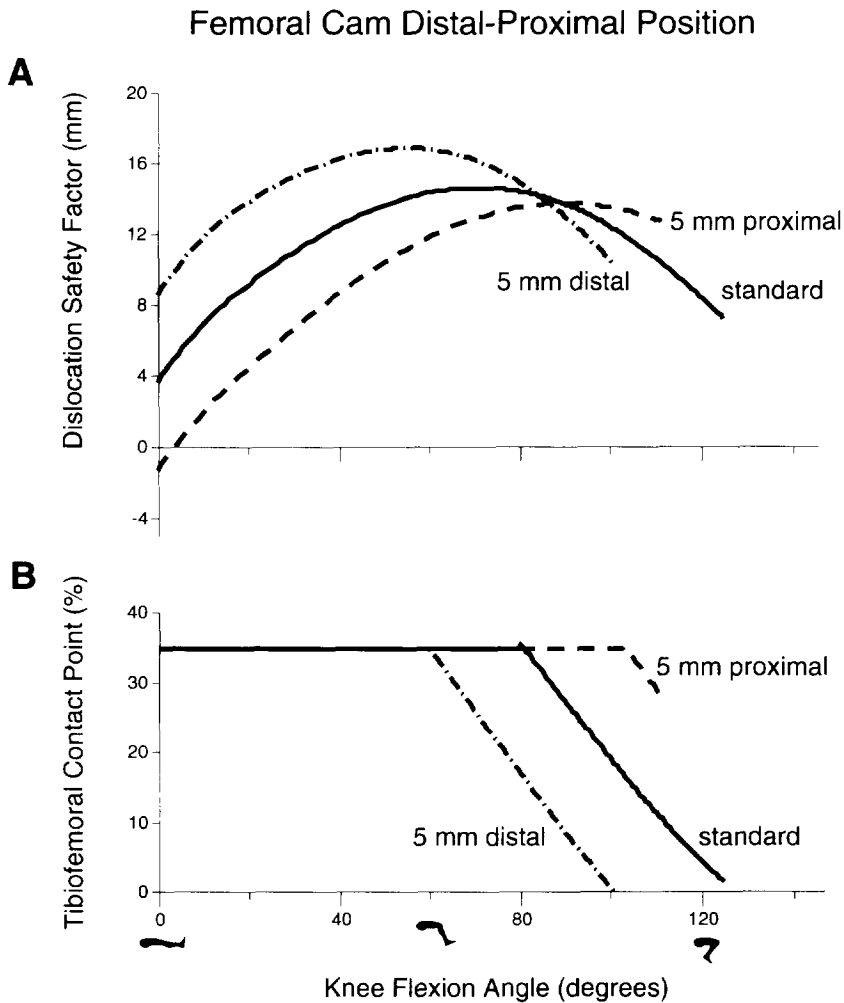 Femoral Cam Distal-Proximal Position
A
Dislocation Safety Factor (mm)
20
16
12
8
4
0
-4
5 mm proximal
5 mm distal
standard
B
Tibiofemoral Contact Point (%)
40
30
20
10
0
5 mm proximal
5 mm distal
standard
0
40
80
120
Knee Flexion Angle (degrees)